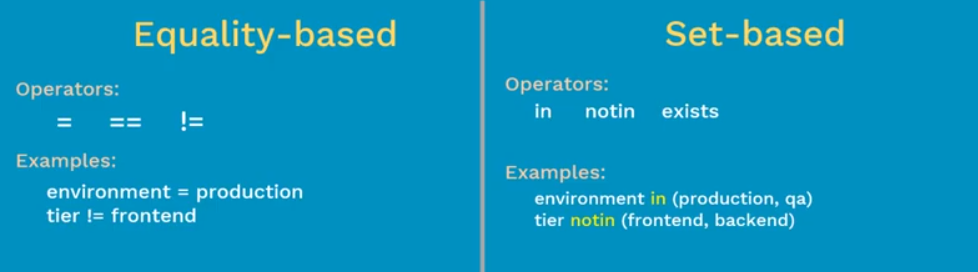 Equality-based
Operators:
= == !=
Examples:
environment = production
tier != frontend
Set-based
Operators:
in notin exists
Examples:
environment in (production, qa)
tier notin (frontend, backend)